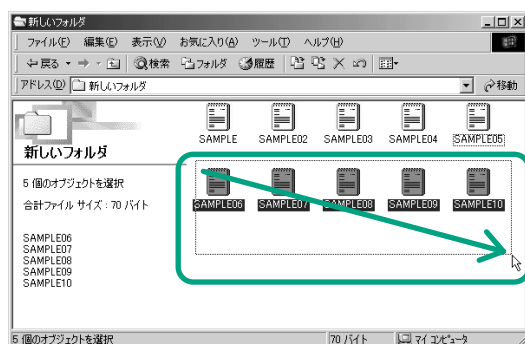 新しいフォルダ
ファイル(F) 編集(E) 表示(V) お気に入り(A) ツール(T) ヘルプ(H)
戻る 検索 フォルダ 履歴
アドレス(D) 新しいフォルダ 移動
SAMPLE SAMPLE02 SAMPLE03 SAMPLE04 SAMPLE05
新しいフォルダ
5 個のオブジェクトを選択
合計ファイル サイズ : 70 バイト
SAMPLE06
SAMPLE07
SAMPLE08
SAMPLE09
SAMPLE10
SAMPLE06 SAMPLE07 SAMPLE08 SAMPLE09 SAMPLE10
5 個のオブジェクトを選択 70 バイト マイ コンピュータ